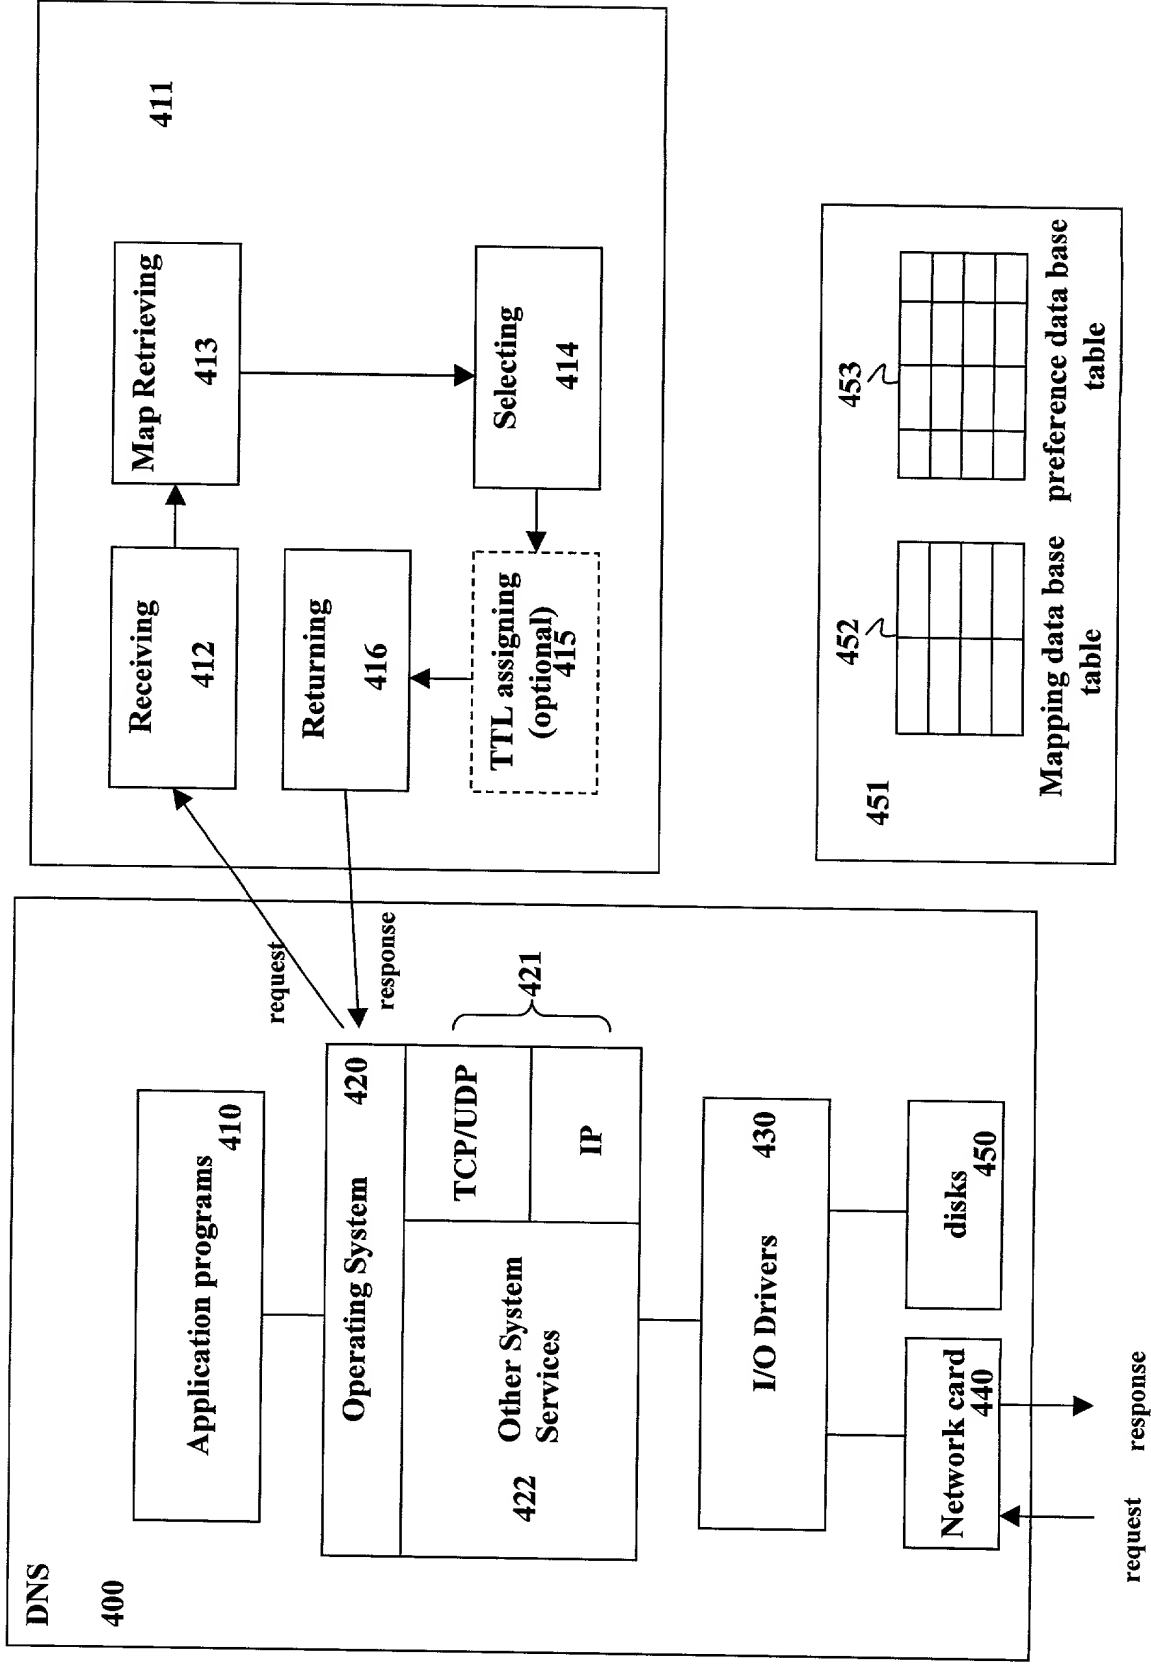 DNS
400
Application programs
410
Operating System
420
TCP/UDP
IP
421
Other System
Services
422
I/O Drivers
430
Network card
440
disks
450
request
response
request
response
411
Receiving
412
Map Retrieving
413
Returning
416
TTL assigning
(optional)
415
Selecting
414
451
452
453
Mapping data base
table
preference data base
table